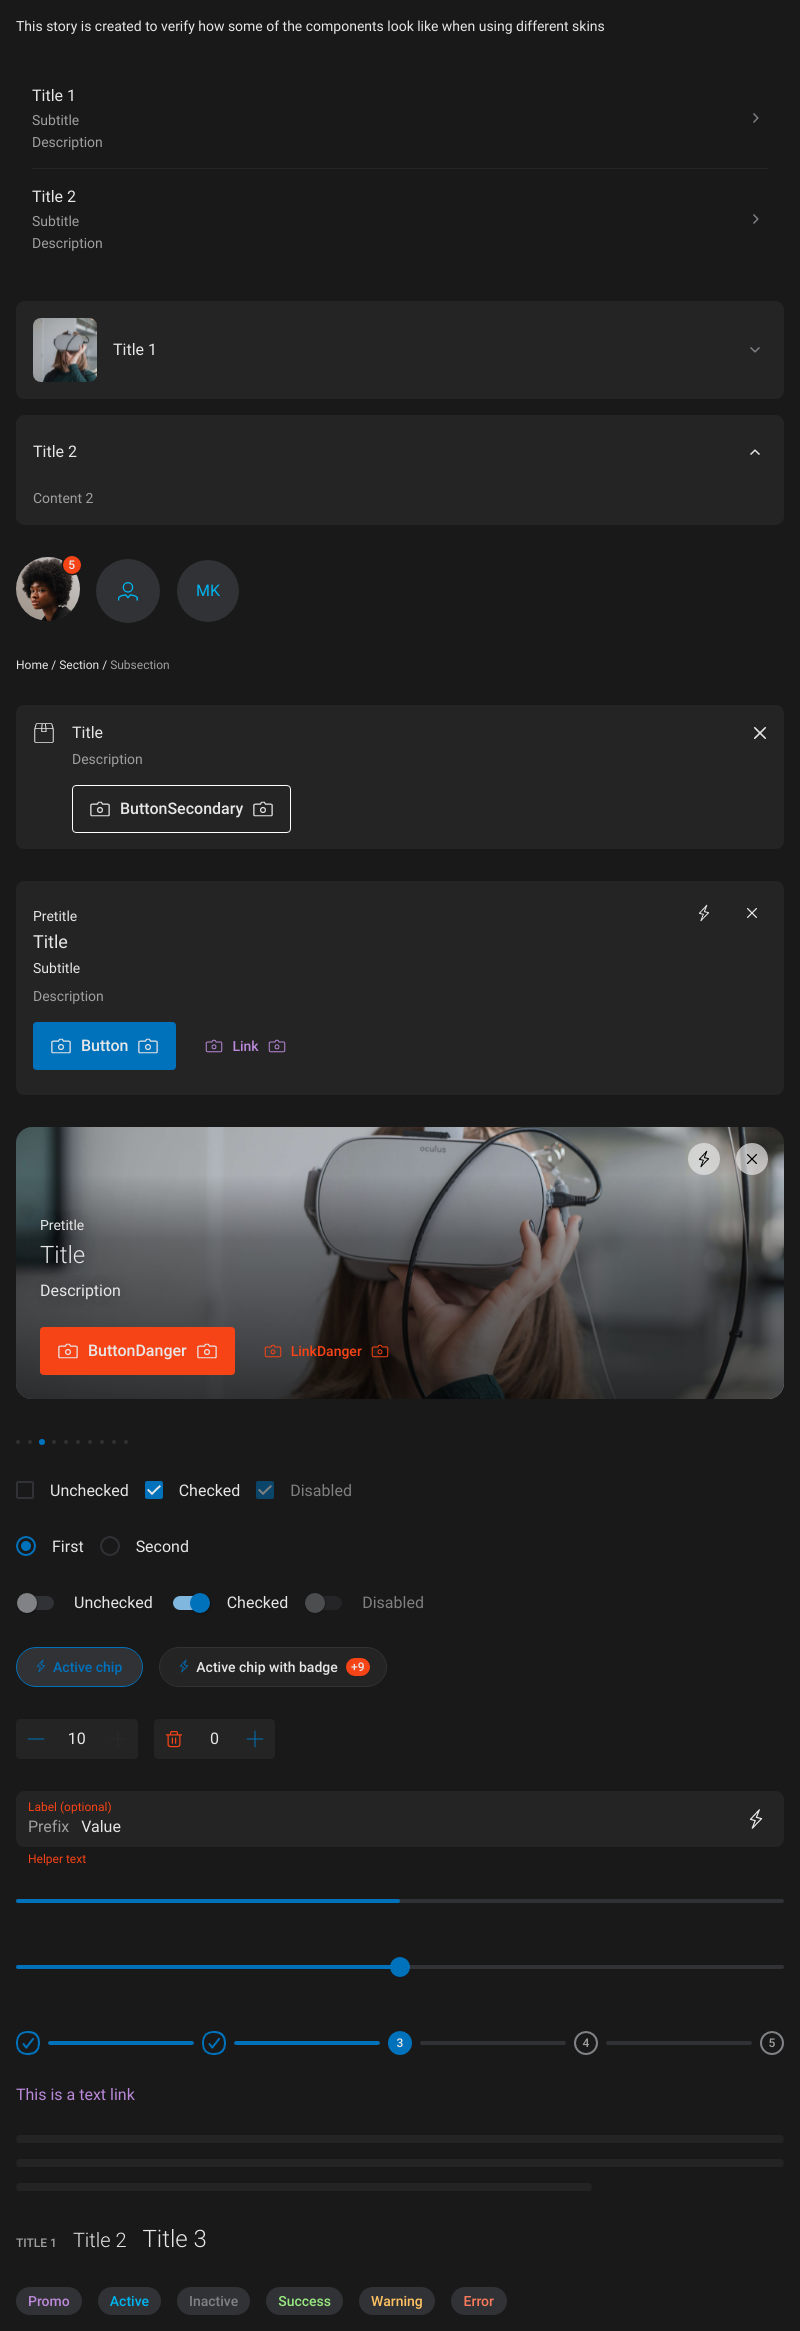 This story is created to verify how some of the components look like when using different skins
Title 1
Subtitle
Description
Title 2
Subtitle
Description
Title 1
Title 2
Content 2
5
MK
Home / Section / Subsection
Title
Description
ButtonSecondary
Pretitle
Title
Subtitle
Description
Button
Link
oculus
Pretitle
Title
Description
ButtonDanger
LinkDanger
Unchecked
Checked
Disabled
First
Second
Unchecked
Checked
Disabled
Active chip
Active chip with badge
+9
10
0
Label (optional)
Prefix Value
Helper text
3
4
5
This is a text link
TITLE 1
Title 2
Title 3
Promo
Active
Inactive
Success
Warning
Error